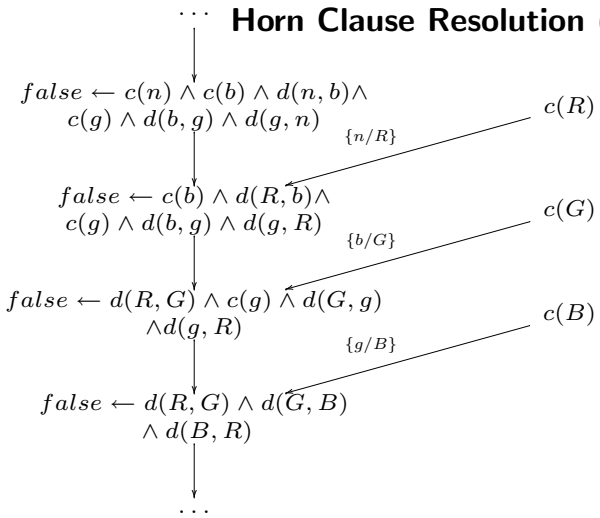 ...
Horn Clause Resolution (
false ← c(n) ∧ c(b) ∧ d(n, b)∧
c(g) ∧ d(b, g) ∧ d(g, n)
c(R)
{n/R}
false ← c(b) ∧ d(R, b)∧
c(g) ∧ d(b, g) ∧ d(g, R)
c(G)
{b/G}
false ← d(R, G) ∧ c(g) ∧ d(G, g)
∧d(g, R)
c(B)
{g/B}
false ← d(R, G) ∧ d(G, B)
∧ d(B, R)
...